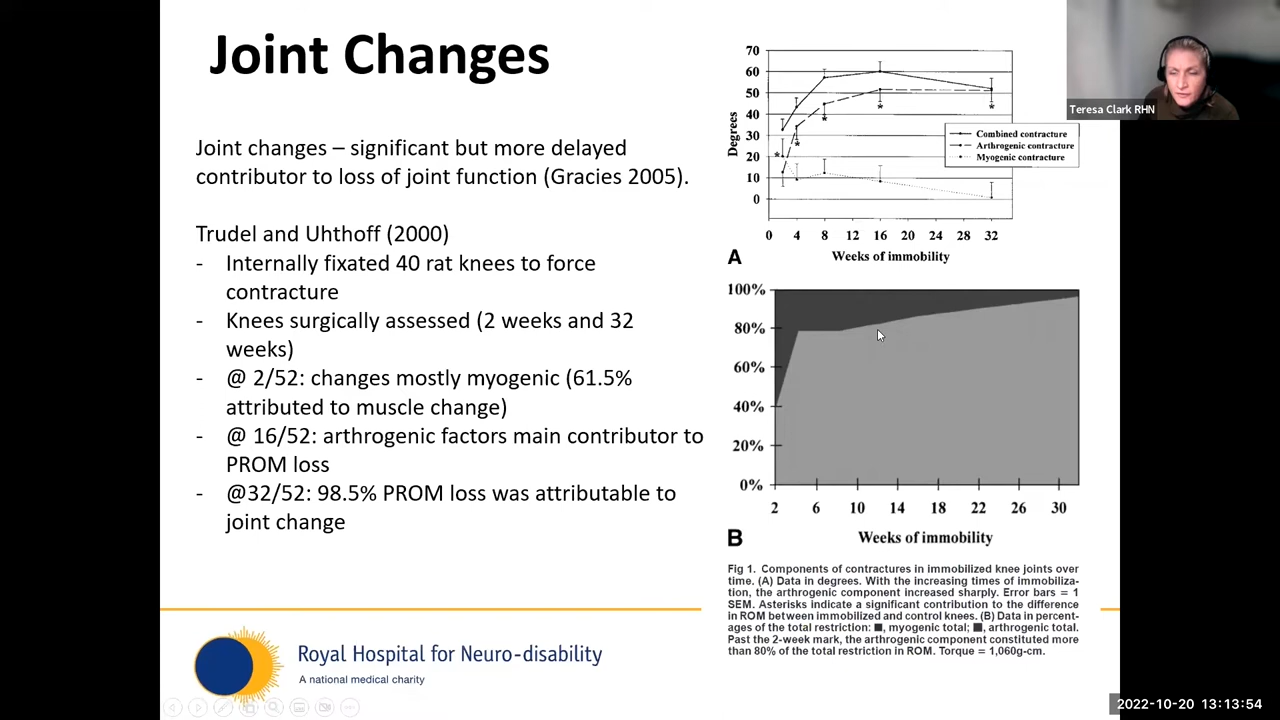 Joint Changes
Joint changes – significant but more delayed
contributor to loss of joint function (Gracies 2005).
Trudel and Uhthoff (2000)
- Internally fixated 40 rat knees to force
contracture
- Knees surgically assessed (2 weeks and 32
weeks)
- @ 2/52: changes mostly myogenic (61.5%
attributed to muscle change)
- @ 16/52: arthrogenic factors main contributor to
PROM loss
- @32/52: 98.5% PROM loss was attributable to
joint change
Royal Hospital for Neuro-disability
A national medical charity
70
60
50
40
30
20
10
0
Degrees
Combined contracture
Arthrogenic contracture
Myogenic contracture
0 4 8 12 16 20 24 28 32
Weeks of immobility
A
100%
80%
60%
40%
20%
0%
2 6 10 14 18 22 26 30
Weeks of immobility
B
Fig 1. Components of contractures in immobilized knee joints over
time. (A) Data in degrees. With the increasing times of immobiliza-
tion, the arthrogenic component increased sharply. Error bars = 1
SEM. Asterisks indicate a significant contribution to the difference
in ROM between immobilized and control knees. (B) Data in percent-
ages of the total restriction: ■, myogenic total; ■, arthrogenic total.
Past the 2-week mark, the arthrogenic component constituted more
than 80% of the total restriction in ROM. Torque = 1,060g-cm.
Teresa Clark RHN
2022-10-20 13:13:54